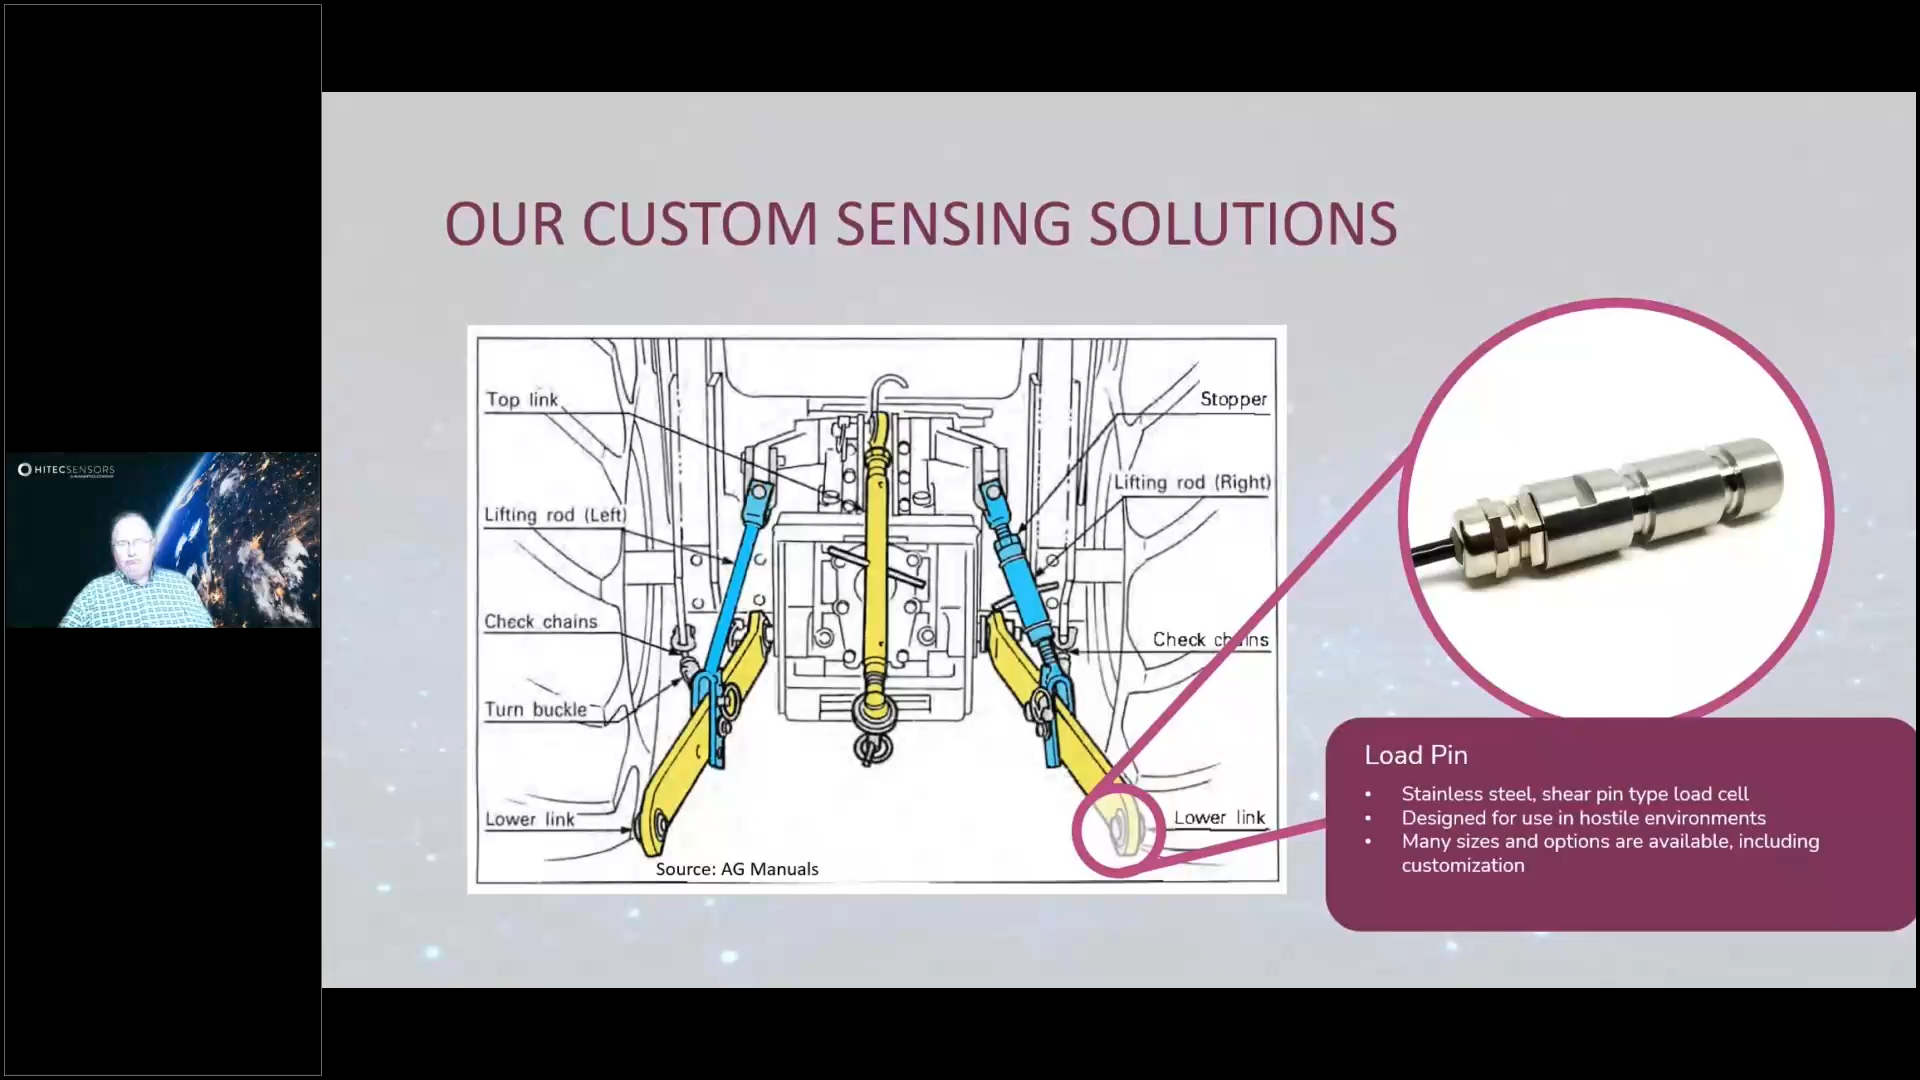 HITECSENSORS
OUR CUSTOM SENSING SOLUTIONS
Top link
Stopper
Lifting rod (Right)
Lifting rod (Left)
Check chains
Check chains
Turn buckle
Lower link
Lower link
Source: AG Manuals
Load Pin
• Stainless steel, shear pin type load cell
• Designed for use in hostile environments
• Many sizes and options are available, including
customization